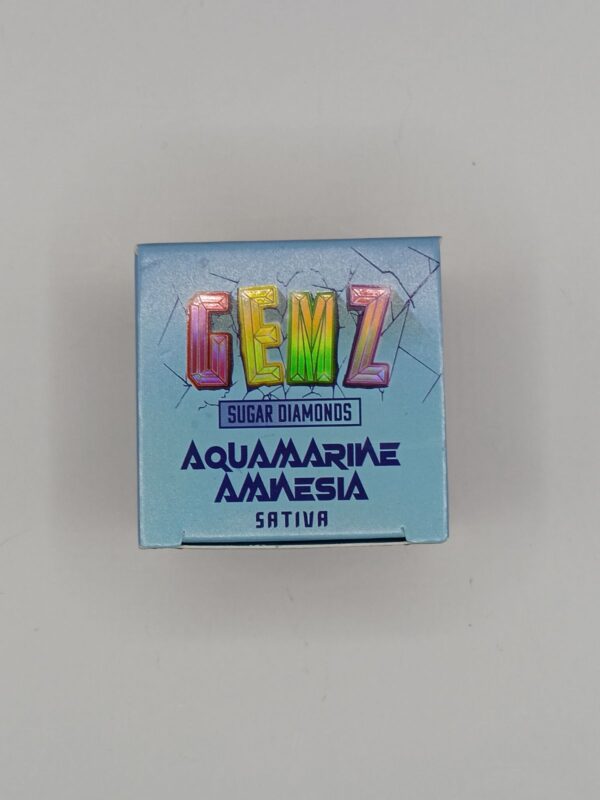 GEMZ
SUGAR DIAMONDS
AQUAMARINE
AMNESIA
SATIVA